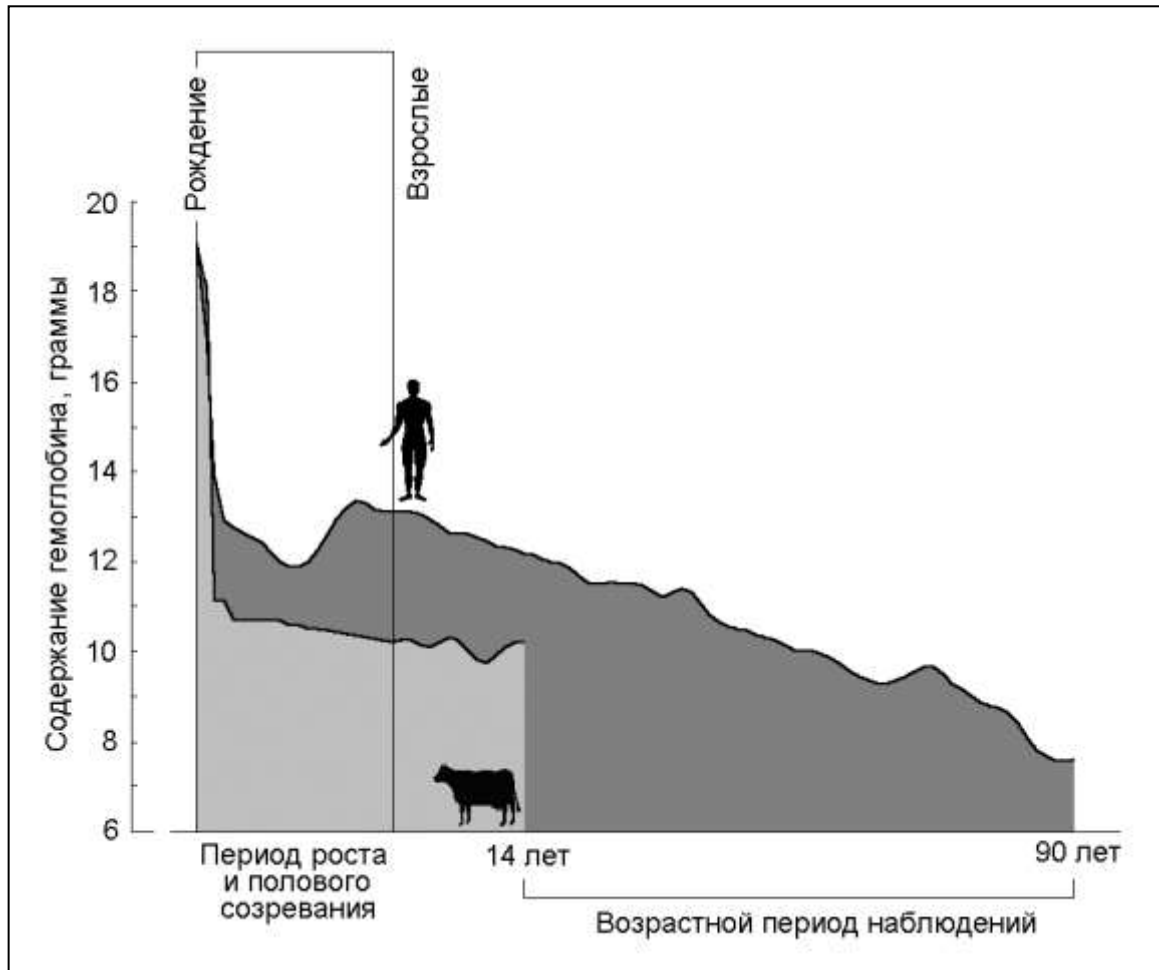 Рождение
Взрослые
Содержание гемоглобина, граммы
20
18
16
14
12
10
8
6
Период роста
и полового
созревания
14 лет
90 лет
Возрастной период наблюдений